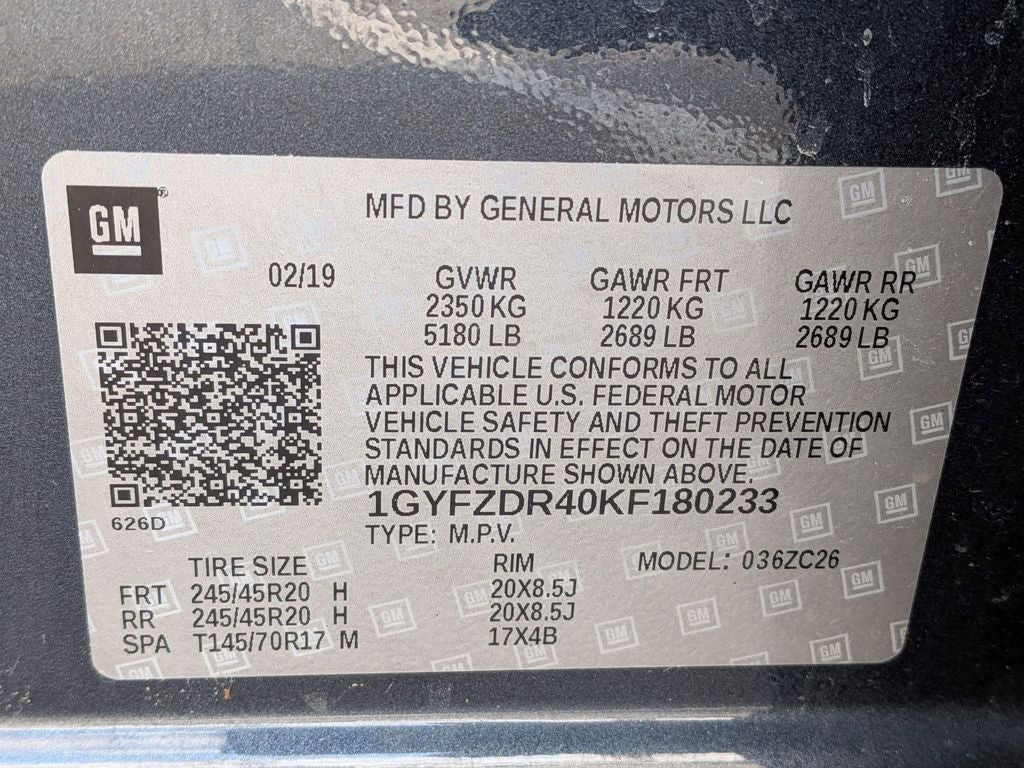 GM ®
MFD BY GENERAL MOTORS LLC
02/19 GVWR GAWR FRT GAWR RR
2350 KG 1220 KG 1220 KG
5180 LB 2689 LB 2689 LB
THIS VEHICLE CONFORMS TO ALL
APPLICABLE U.S. FEDERAL MOTOR
VEHICLE SAFETY AND THEFT PREVENTION
STANDARDS IN EFFECT ON THE DATE OF
MANUFACTURE SHOWN ABOVE.
1GYFZDR40KF180233
626D
TYPE: M.P.V.
TIRE SIZE RIM MODEL: 036ZC26
FRT 245/45R20 H 20X8.5J
RR 245/45R20 H 20X8.5J
SPA T145/70R17 M 17X4B